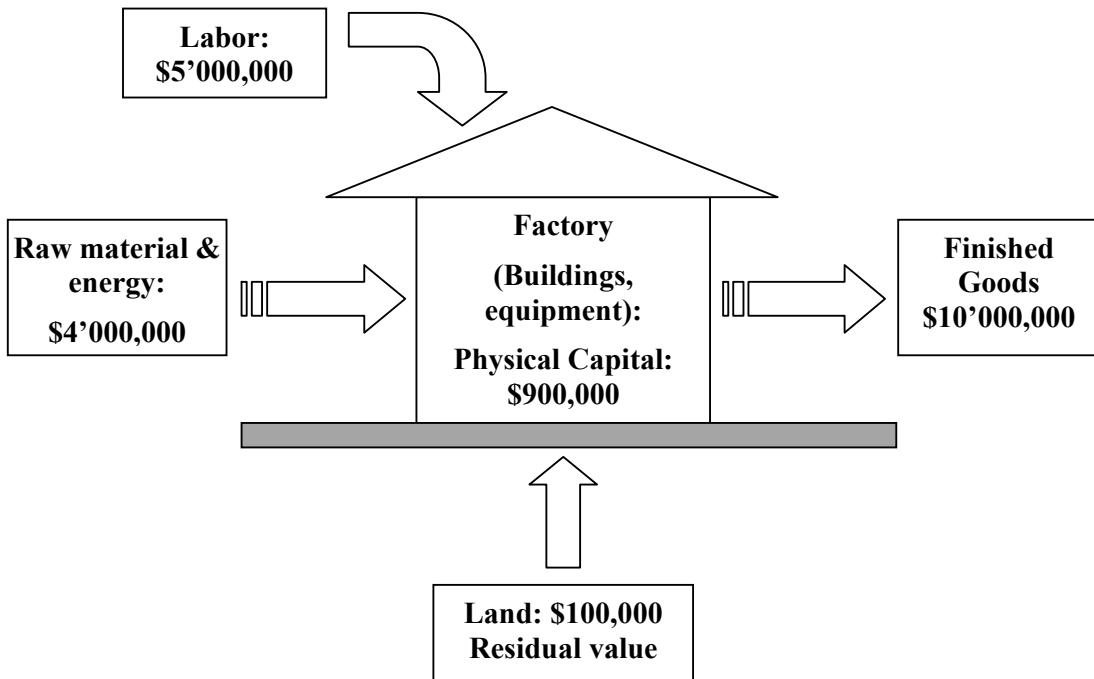 Labor:
$5’000,000
Raw material &
energy:
$4’000,000
Factory
(Buildings,
equipment):
Physical Capital:
$900,000
Finished
Goods
$10’000,000
Land: $100,000
Residual value